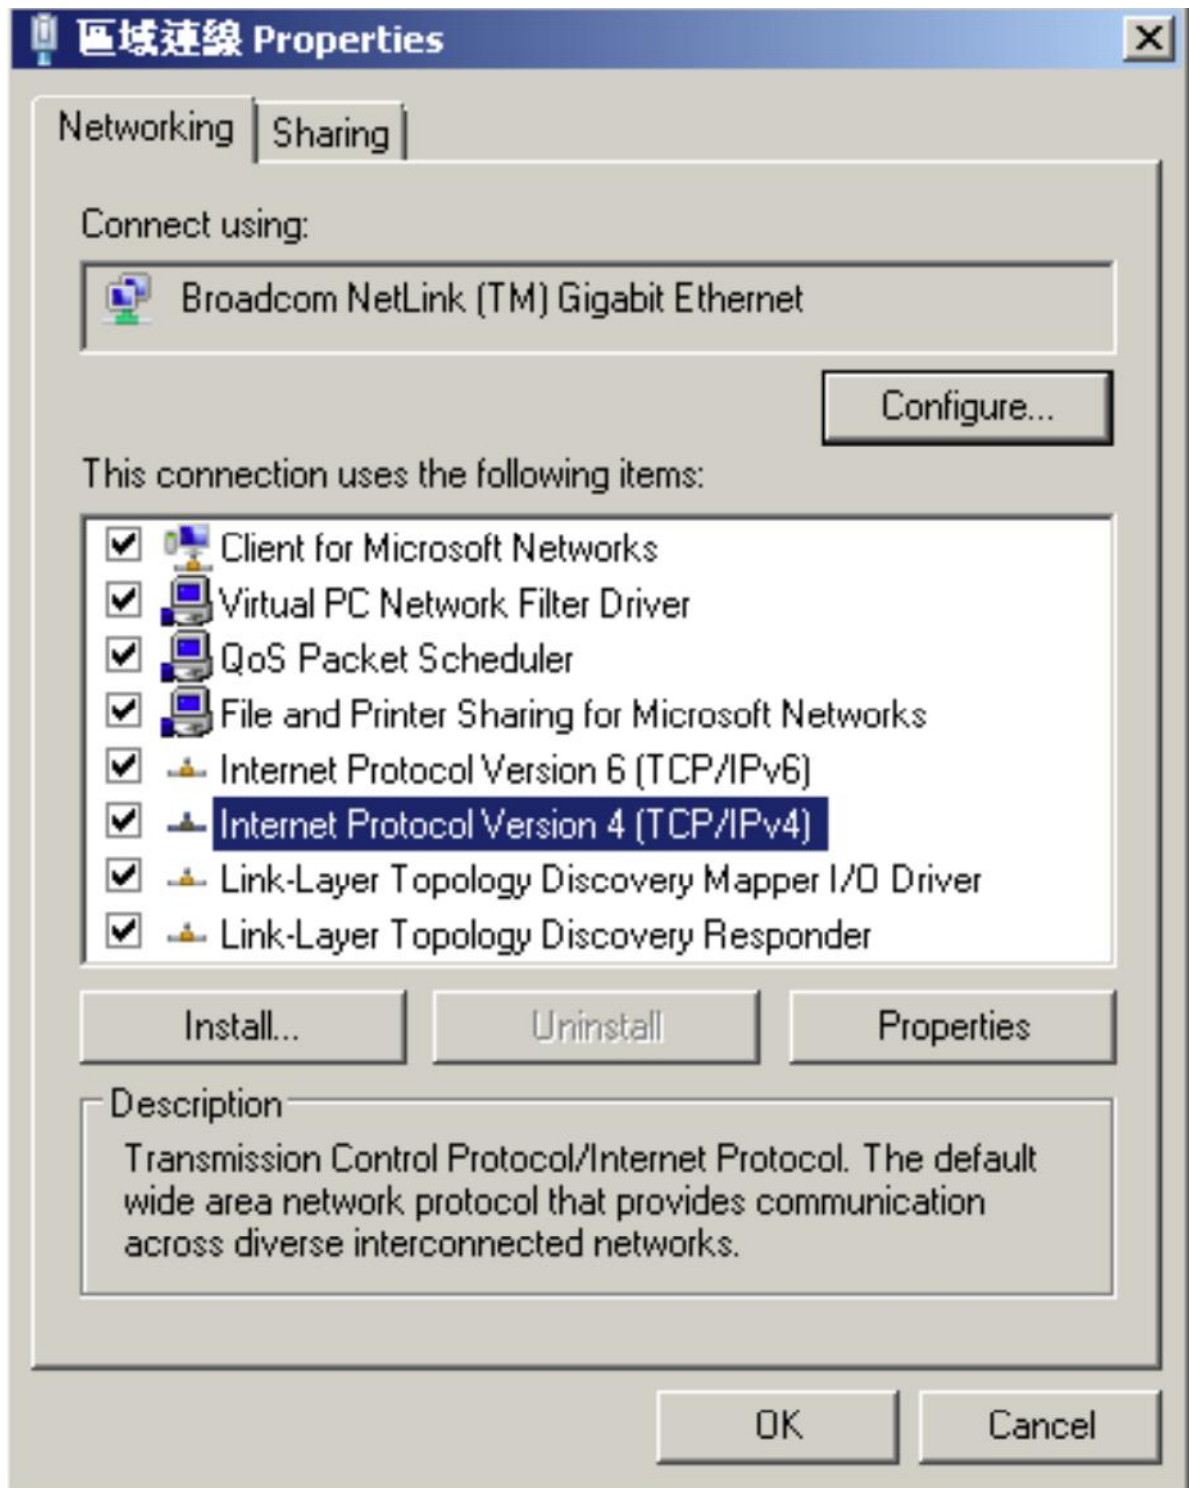 區域連線 Properties
Networking
Sharing
Connect using:
Broadcom NetLink (TM) Gigabit Ethernet
Configure...
This connection uses the following items:
Client for Microsoft Networks
Virtual PC Network Filter Driver
QoS Packet Scheduler
File and Printer Sharing for Microsoft Networks
Internet Protocol Version 6 (TCP/IPv6)
Internet Protocol Version 4 (TCP/IPv4)
Link-Layer Topology Discovery Mapper I/O Driver
Link-Layer Topology Discovery Responder
Install...
Uninstall
Properties
Description
Transmission Control Protocol/Internet Protocol. The default
wide area network protocol that provides communication
across diverse interconnected networks.
OK
Cancel